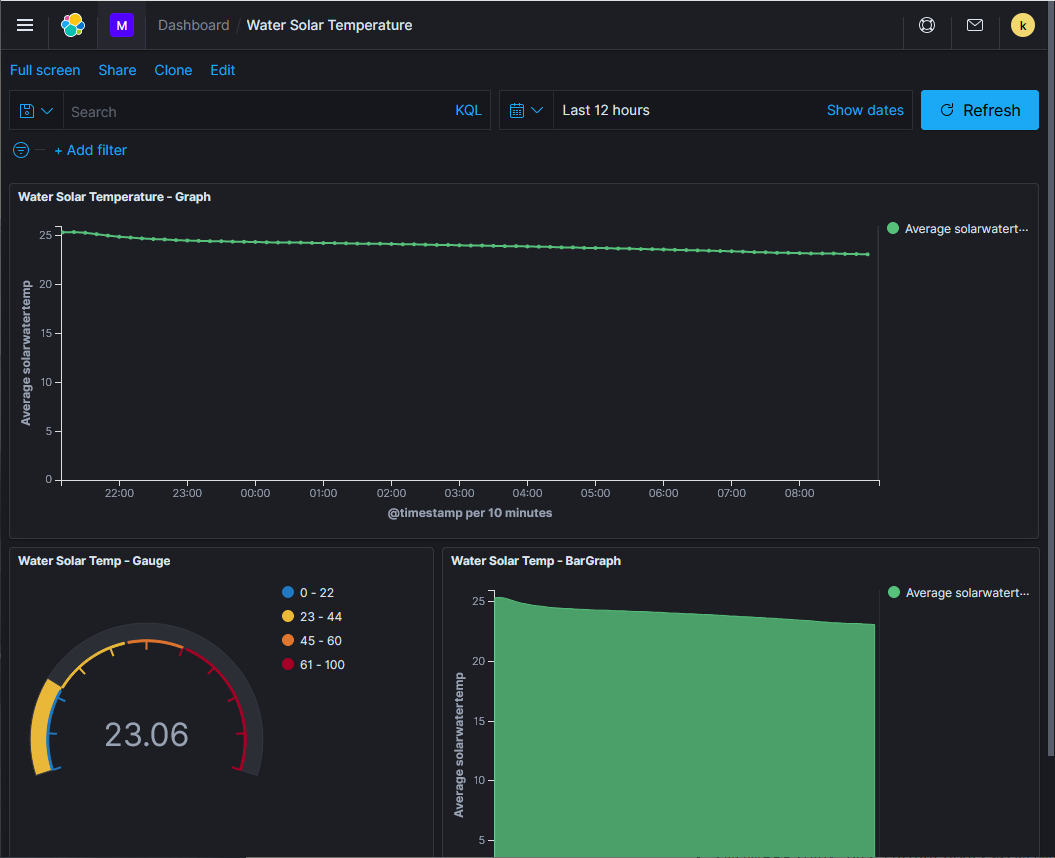 M Dashboard / Water Solar Temperature k
Full screen Share Clone Edit
Search KQL Last 12 hours Show dates Refresh
+ Add filter
Water Solar Temperature - Graph
25
20
15
10
5
0
Average solarwatertemp
22:00 23:00 00:00 01:00 02:00 03:00 04:00 05:00 06:00 07:00 08:00
@timestamp per 10 minutes
Average solarwatert...
Water Solar Temp - Gauge
0 - 22
23 - 44
45 - 60
61 - 100
23.06
Water Solar Temp - BarGraph
25
20
15
10
5
Average solarwatertemp
Average solarwatert...